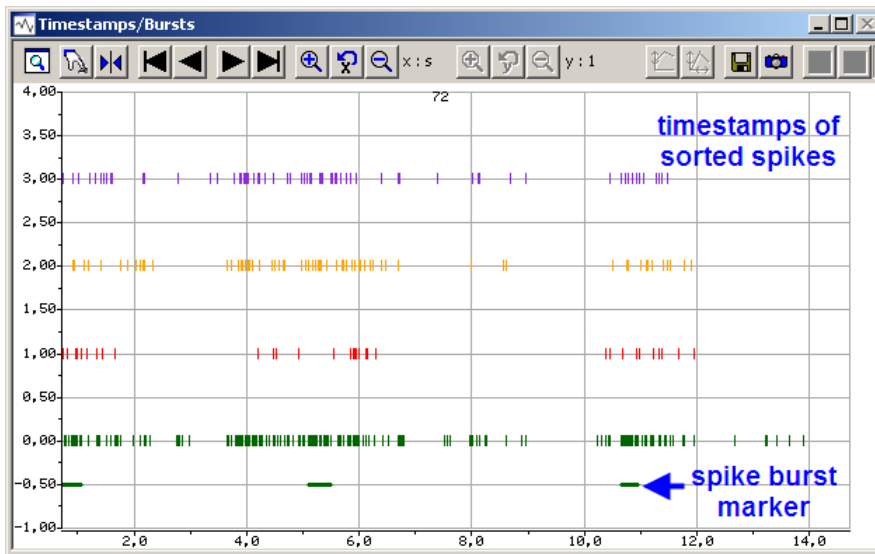 Timestamps/Bursts
x x : s y y : 1
72
4,00
timestamps of
sorted spikes
3,50
3,00
2,50
2,00
1,50
1,00
0,50
0,00
-0,50
spike burst
marker
-1,00
2,0 4,0 6,0 8,0 10,0 12,0 14,0